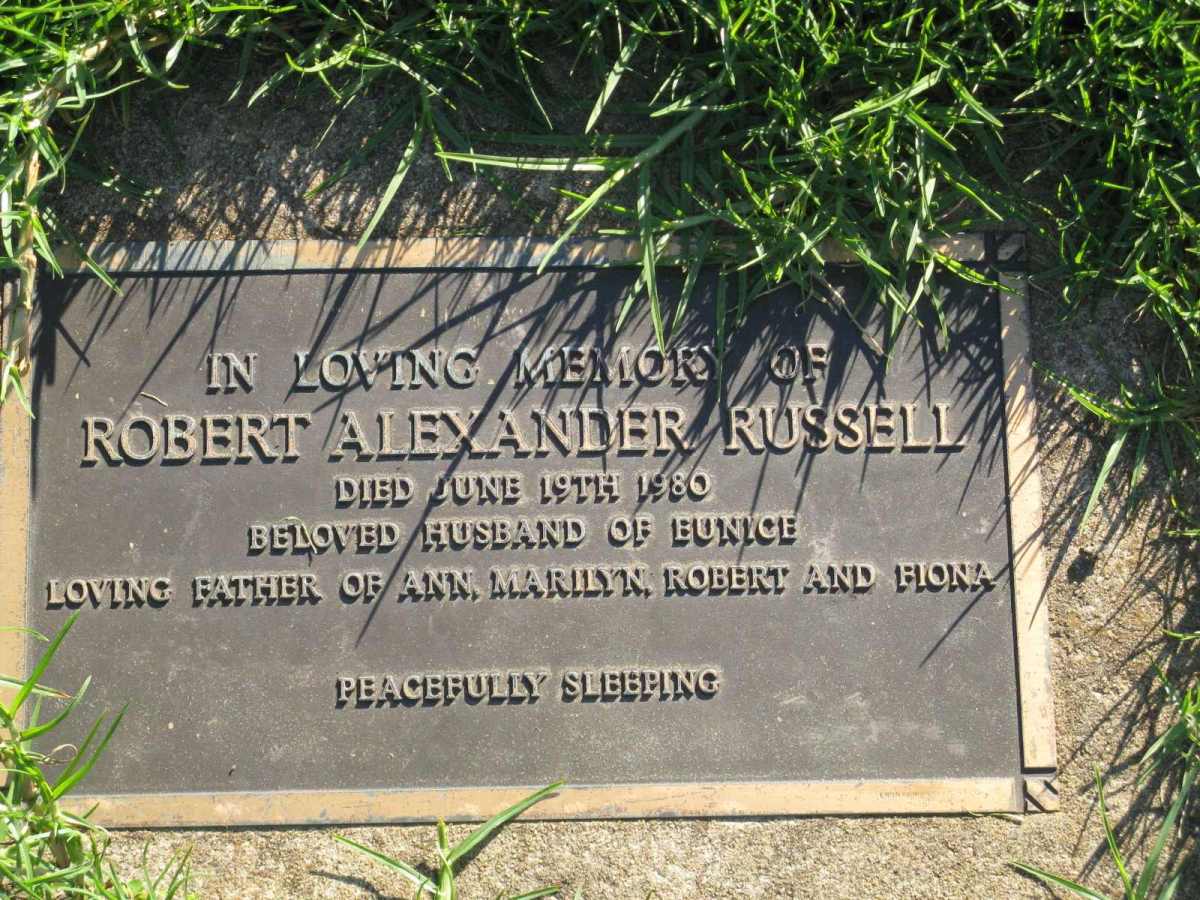 IN LOVING MEMORY OF
ROBERT ALEXANDER RUSSELL
DIED JUNE 19TH 1980
BELOVED HUSBAND OF EUNICE
LOVING FATHER OF ANN, MARILYN, ROBERT AND FIONA
PEACEFULLY SLEEPING